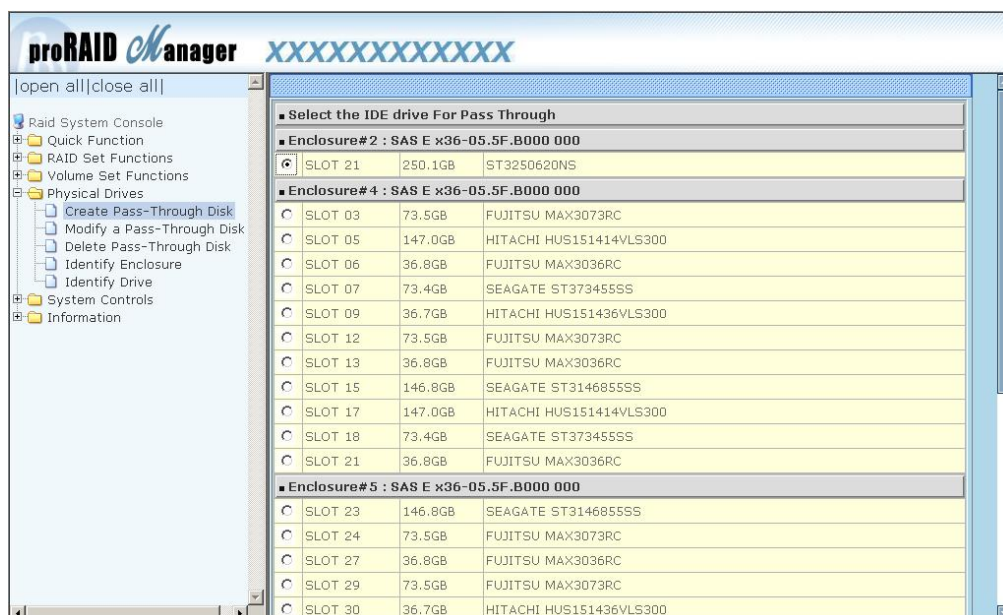 proRAID Manager XXXXXXXXXXXX
|open all|close all|
Raid System Console
Quick Function
RAID Set Functions
Volume Set Functions
Physical Drives
Create Pass-Through Disk
Modify a Pass-Through Disk
Delete Pass-Through Disk
Identify Enclosure
Identify Drive
System Controls
Information
Select the IDE drive For Pass Through
Enclosure#2 : SAS E x36-05.5F.B000 000
SLOT 21 250.1GB ST3250620NS
Enclosure#4 : SAS E x36-05.5F.B000 000
SLOT 03 73.5GB FUJITSU MAX3073RC
SLOT 05 147.0GB HITACHI HUS151414VLS300
SLOT 06 36.8GB FUJITSU MAX3036RC
SLOT 07 73.4GB SEAGATE ST373455SS
SLOT 09 36.7GB HITACHI HUS151436VLS300
SLOT 12 73.5GB FUJITSU MAX3073RC
SLOT 13 36.8GB FUJITSU MAX3036RC
SLOT 15 146.8GB SEAGATE ST3146855SS
SLOT 17 147.0GB HITACHI HUS151414VLS300
SLOT 18 73.4GB SEAGATE ST373455SS
SLOT 21 36.8GB FUJITSU MAX3036RC
Enclosure#5 : SAS E x36-05.5F.B000 000
SLOT 23 146.8GB SEAGATE ST3146855SS
SLOT 24 73.5GB FUJITSU MAX3073RC
SLOT 27 36.8GB FUJITSU MAX3036RC
SLOT 29 73.5GB FUJITSU MAX3073RC
SLOT 30 36.7GB HITACHI HUS151436VLS300